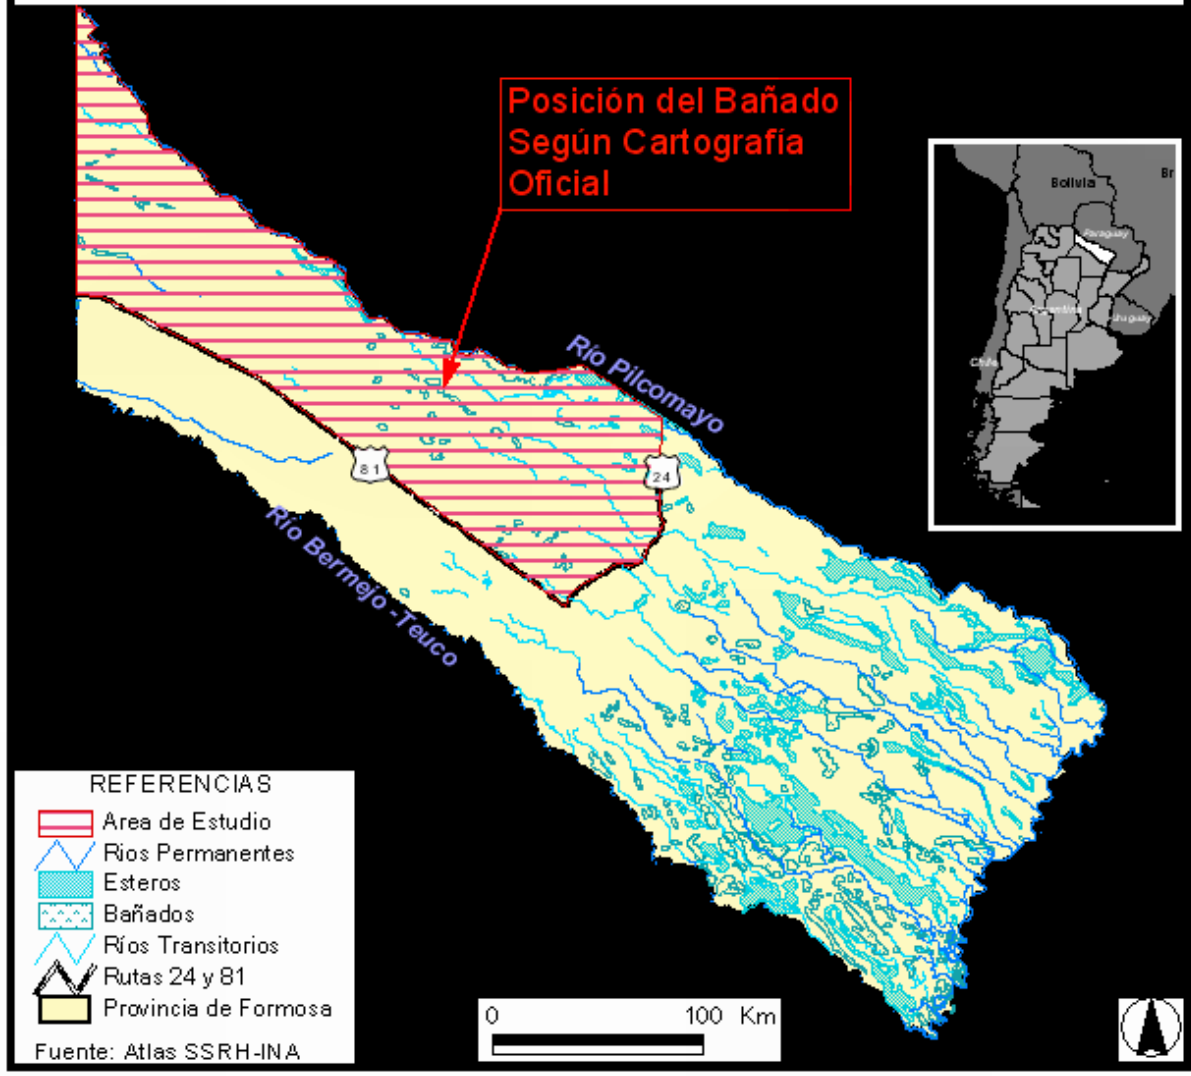 Posición del Bañado
Según Cartografía
Oficial
Bolivia
Br
Paraguay
Argentina
Uruguay
Chile
Río Pilcomayo
81
24
Río Bermejo -Teuco
REFERENCIAS
Area de Estudio
Rios Permanentes
Esteros
Bañados
Ríos Transitorios
Rutas 24 y 81
Provincia de Formosa
Fuente: Atlas SSRH-INA
0 100 Km